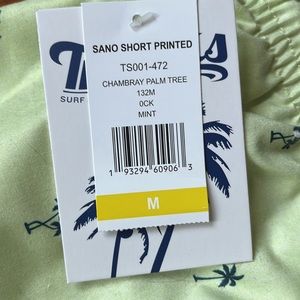 SURF
SANO SHORT PRINTED
TS001-472
CHAMBRAY PALM TREE
132M
0CK
MINT
1 93294 60906 3
M